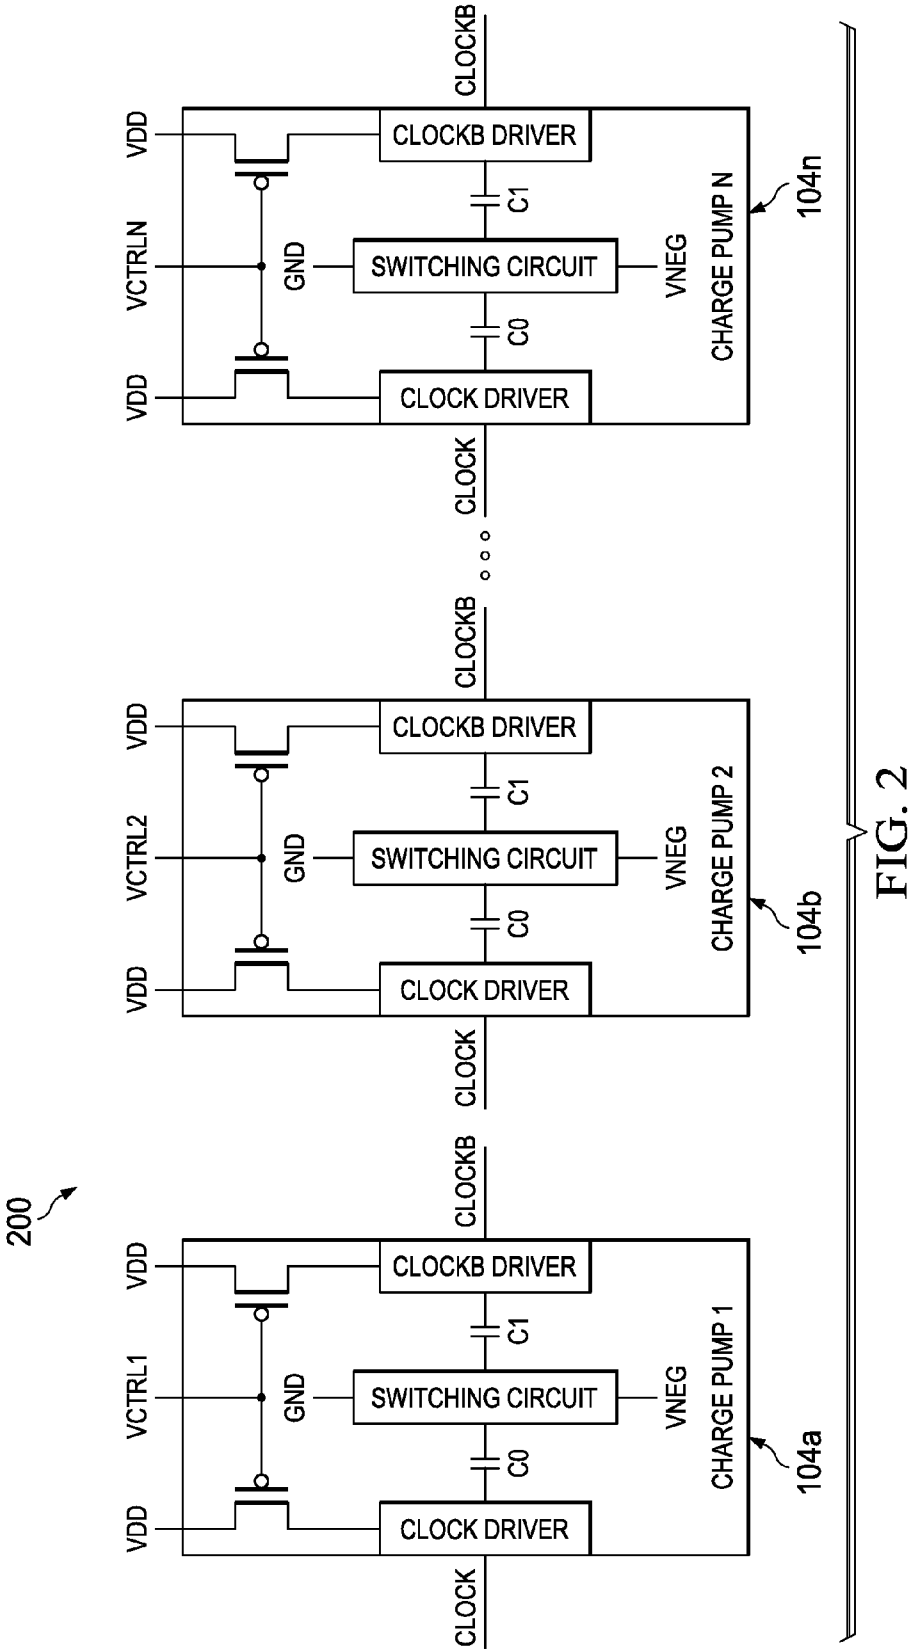 200
VDD
VCTRL1
VDD
GND
CLOCK
CLOCK DRIVER
C0
SWITCHING CIRCUIT
C1
CLOCKB DRIVER
CLOCKB
VNEG
CHARGE PUMP 1
104a
VDD
VCTRL2
VDD
GND
CLOCK
CLOCK DRIVER
C0
SWITCHING CIRCUIT
C1
CLOCKB DRIVER
CLOCKB
VNEG
CHARGE PUMP 2
104b
VDD
VCTRLN
VDD
GND
CLOCK
CLOCK DRIVER
C0
SWITCHING CIRCUIT
C1
CLOCKB DRIVER
CLOCKB
VNEG
CHARGE PUMP N
104n
FIG. 2